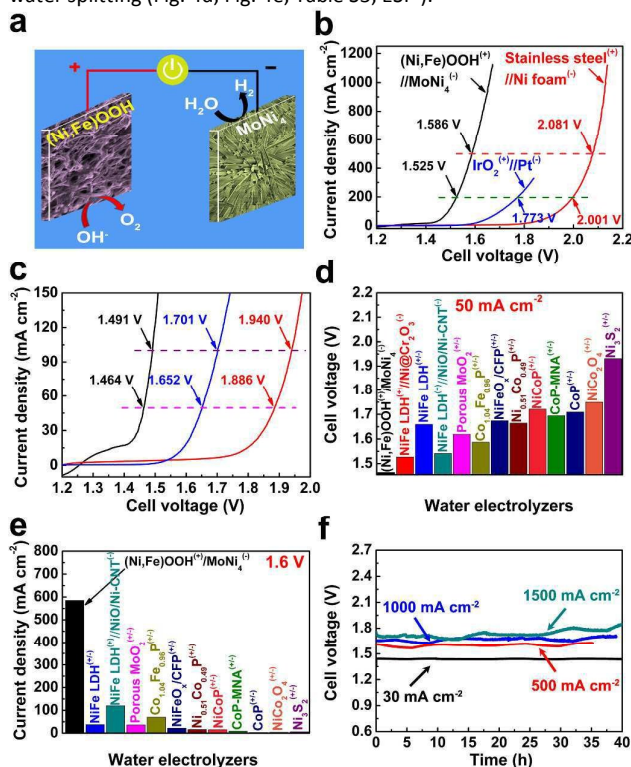 water splitting (Fig. 4d, Fig. 4e, Table S3, ESI†).
a
+
−
(Ni,Fe)OOH
H₂
H₂O
MoNi₄
O₂
OH⁻
b
Current density (mA cm⁻²)
1000
800
600
400
200
0
(Ni,Fe)OOH⁽⁺⁾
//MoNi₄⁽⁻⁾
Stainless steel⁽⁺⁾
//Ni foam⁽⁻⁾
1.586 V
2.081 V
1.525 V
IrO₂⁽⁺⁾//Pt⁽⁻⁾
1.773 V
2.001 V
1.2 1.4 1.6 1.8 2.0 2.2
Cell voltage (V)
c
Current density (mA cm⁻²)
150
120
90
60
30
0
1.491 V
1.701 V
1.940 V
1.464 V
1.652 V
1.886 V
1.2 1.3 1.4 1.5 1.6 1.7 1.8 1.9 2.0
Cell voltage (V)
d
Cell voltage (V)
2.2
2.1
2.0
1.9
1.8
1.7
1.6
1.5
50 mA cm⁻²
(Ni,Fe)OOH⁽⁺⁾/MoNi₄⁽⁻⁾
NiFe LDH⁽⁺⁾//Ni@Cr₂O₃⁽⁻⁾
NiFe LDH⁽⁺/⁻⁾
NiFe LDH⁽⁺⁾//NiO/Ni-CNT⁽⁻⁾
Porous MoO₂⁽⁺/⁻⁾
Co₁.₀₄Fe₀.₉₆P⁽⁺/⁻⁾
NiFeOₓ/CFP⁽⁺/⁻⁾
Ni₀.₅₁Co₀.₄₉P⁽⁺/⁻⁾
NiCoP⁽⁺/⁻⁾
CoP-MNA⁽⁺/⁻⁾
CoP⁽⁺/⁻⁾
NiCo₂O₄⁽⁺/⁻⁾
Ni₃S₂⁽⁺/⁻⁾
Water electrolyzers
e
Current density (mA cm⁻²)
800
700
600
500
400
300
200
100
0
(Ni,Fe)OOH⁽⁺⁾/MoNi₄⁽⁻⁾
1.6 V
NiFe LDH⁽⁺/⁻⁾
NiFe LDH⁽⁺⁾//NiO/Ni-CNT⁽⁻⁾
Porous MoO₂⁽⁺/⁻⁾
Co₁.₀₄Fe₀.₉₆P⁽⁺/⁻⁾
NiFeOₓ/CFP⁽⁺/⁻⁾
Ni₀.₅₁Co₀.₄₉P⁽⁺/⁻⁾
NiCoP⁽⁺/⁻⁾
CoP-MNA⁽⁺/⁻⁾
CoP⁽⁺/⁻⁾
NiCo₂O₄⁽⁺/⁻⁾
Ni₃S₂⁽⁺/⁻⁾
Water electrolyzers
f
Cell voltage (V)
2.7
2.4
2.1
1.8
1.5
1.2
0.9
0.6
1000 mA cm⁻²
1500 mA cm⁻²
30 mA cm⁻²
500 mA cm⁻²
0 5 10 15 20 25 30 35 40
Time (h)